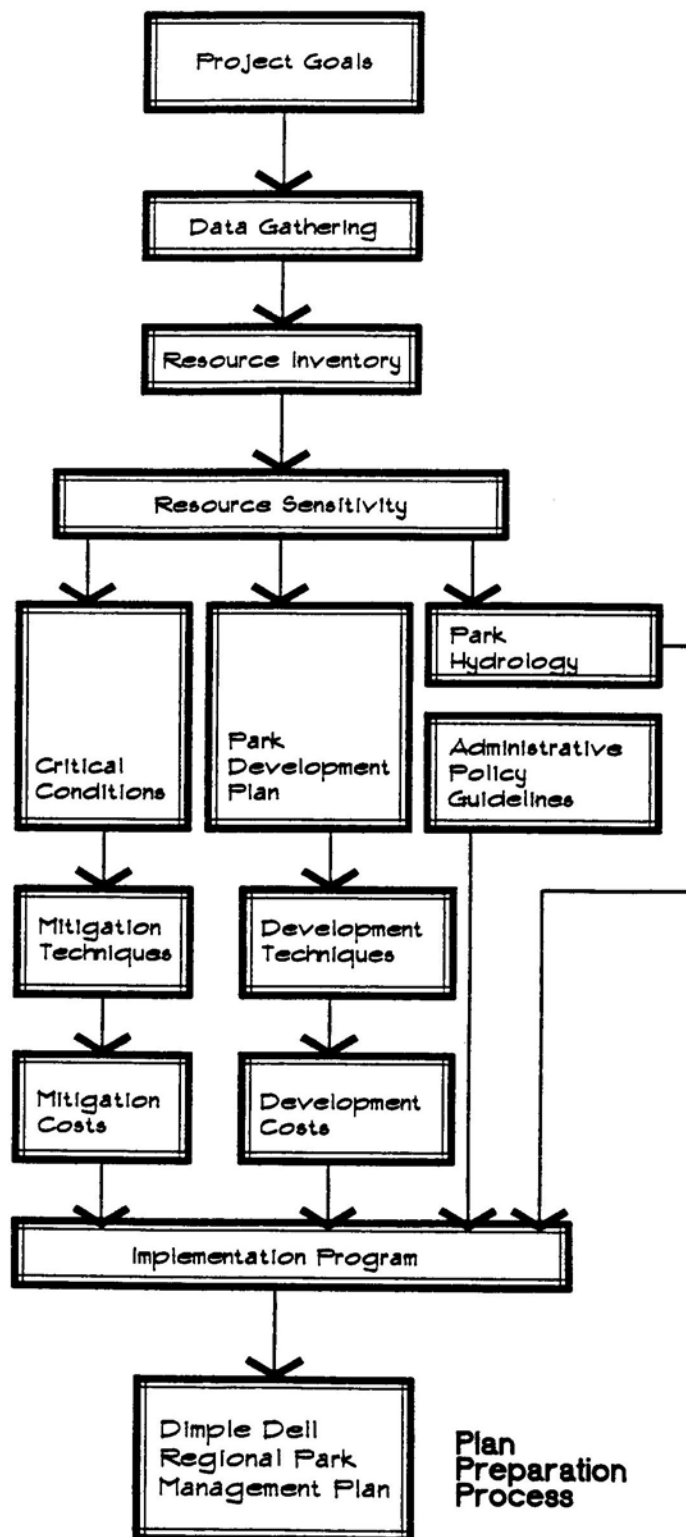 Project Goals
Data Gathering
Resource Inventory
Resource Sensitivity
Critical
Conditions
Park
Development
Plan
Park
Hydrology
Administrative
Policy
Guidelines
Mitigation
Techniques
Development
Techniques
Mitigation
Costs
Development
Costs
Implementation Program
Dimple Dell
Regional Park
Management Plan
Plan
Preparation
Process